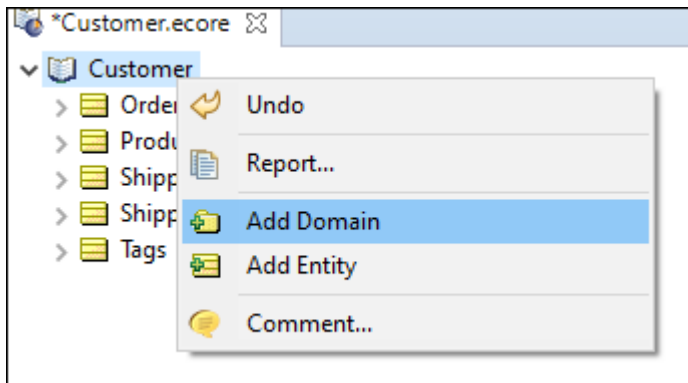 *Customer.ecore
Customer
Undo
Report...
Add Domain
Add Entity
Comment...
Tags